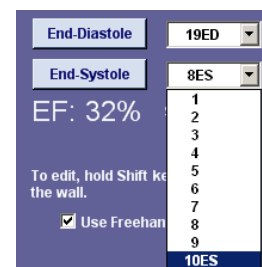 End-Diastole 19ED
End-Systole 8ES
EF: 32%
1
2
3
4
To edit, hold Shift
5
the wall.
6
7
Use Freehan
8
9
10ES